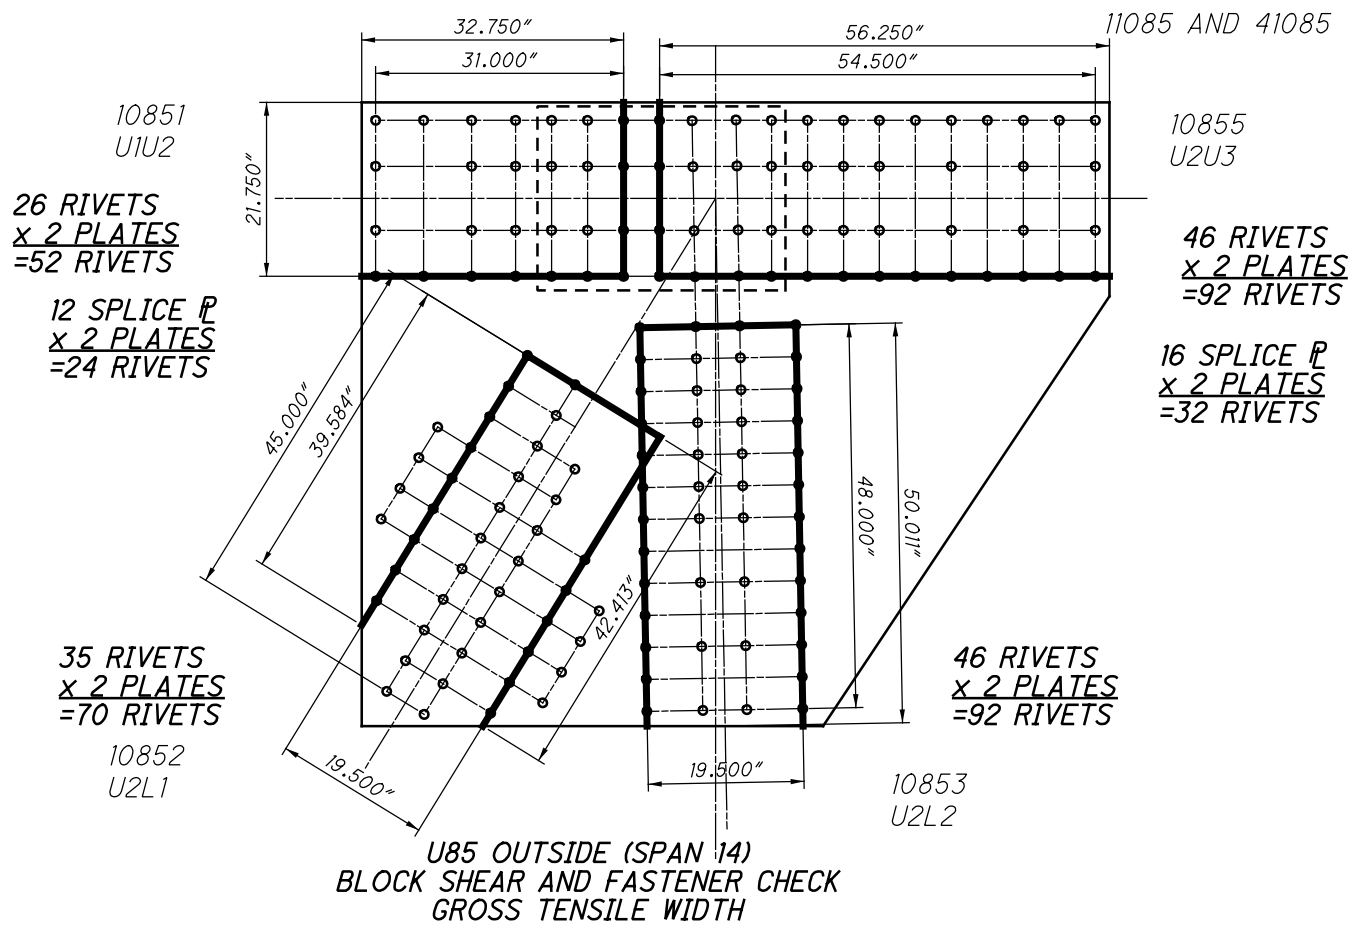 11085 AND 41085
32.750"
56.250"
31.000"
54.500"
10851
U1U2
10855
U2U3
21.750"
26 RIVETS
x 2 PLATES
=52 RIVETS
46 RIVETS
x 2 PLATES
=92 RIVETS
12 SPLICE ⅊
x 2 PLATES
=24 RIVETS
16 SPLICE ⅊
x 2 PLATES
=32 RIVETS
45.000"
39.584"
48.000"
50.011"
42.413"
35 RIVETS
x 2 PLATES
=70 RIVETS
46 RIVETS
x 2 PLATES
=92 RIVETS
10852
U2L1
19.500"
19.500"
10853
U2L2
U85 OUTSIDE (SPAN 14)
BLOCK SHEAR AND FASTENER CHECK
GROSS TENSILE WIDTH